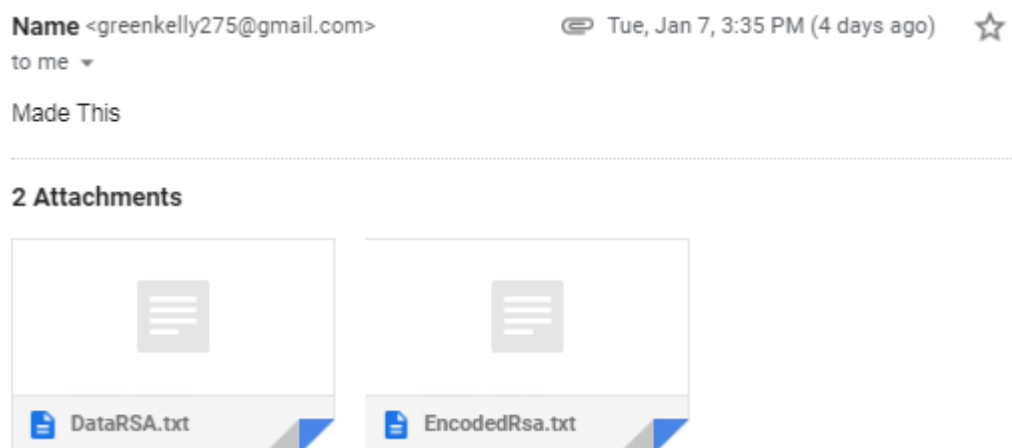 Name <greenkelly275@gmail.com> Tue, Jan 7, 3:35 PM (4 days ago)
to me
Made This
2 Attachments
DataRSA.txt EncodedRsa.txt